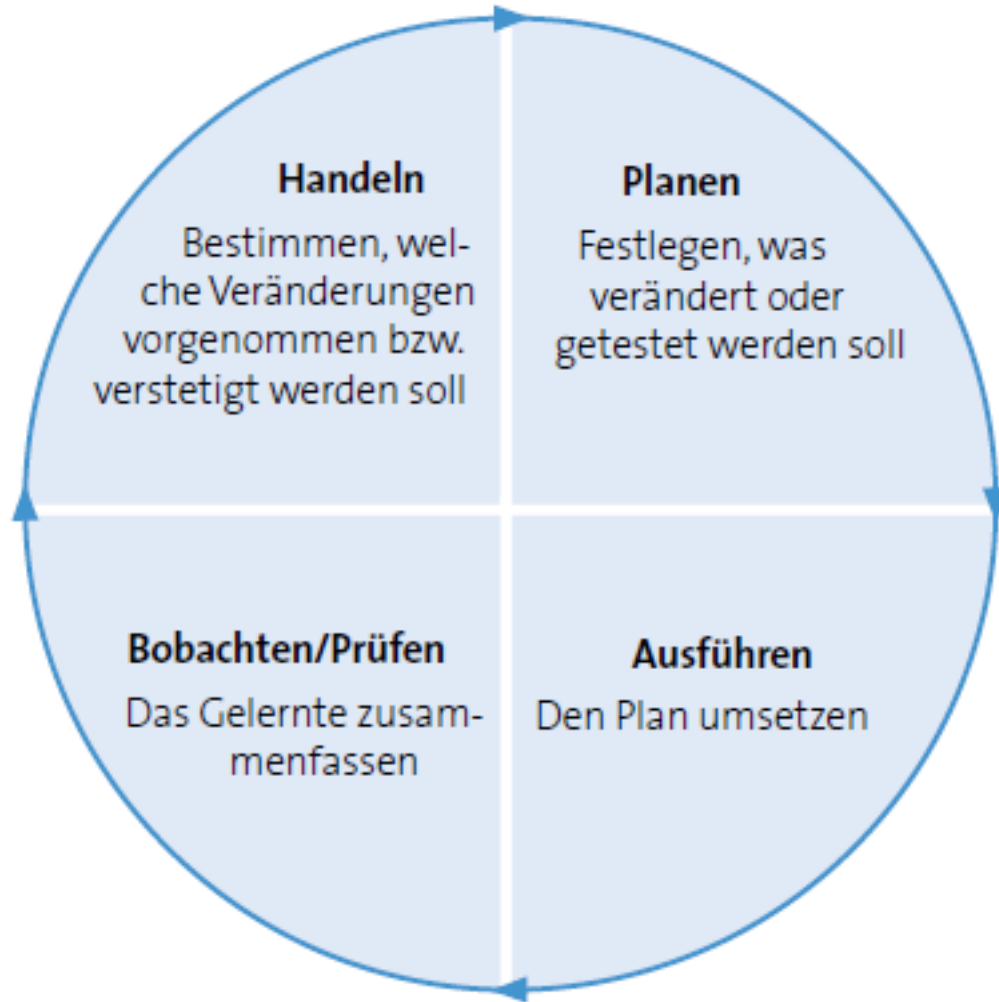 Handeln
Bestimmen, wel-
che Veränderungen
vorgenommen bzw.
verstetigt werden soll
Planen
Festlegen, was
verändert oder
getestet werden soll
Bobachten/Prüfen
Das Gelernte zusam-
menfassen
Ausführen
Den Plan umsetzen